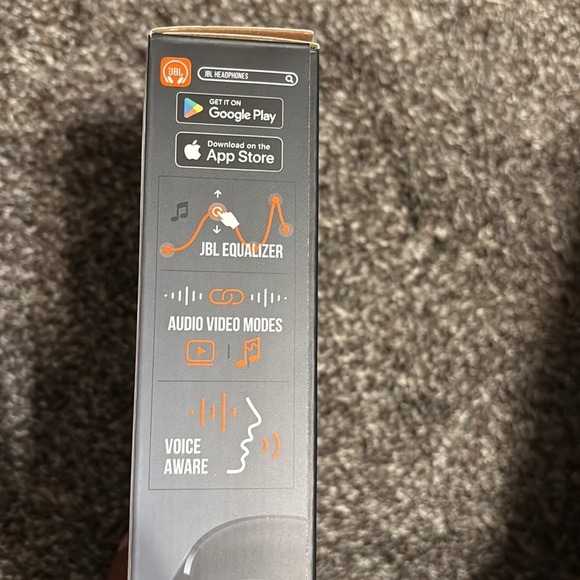 JBL
JBL HEADPHONES
GET IT ON
Google Play
Download on the
App Store
JBL EQUALIZER
AUDIO VIDEO MODES
VOICE
AWARE